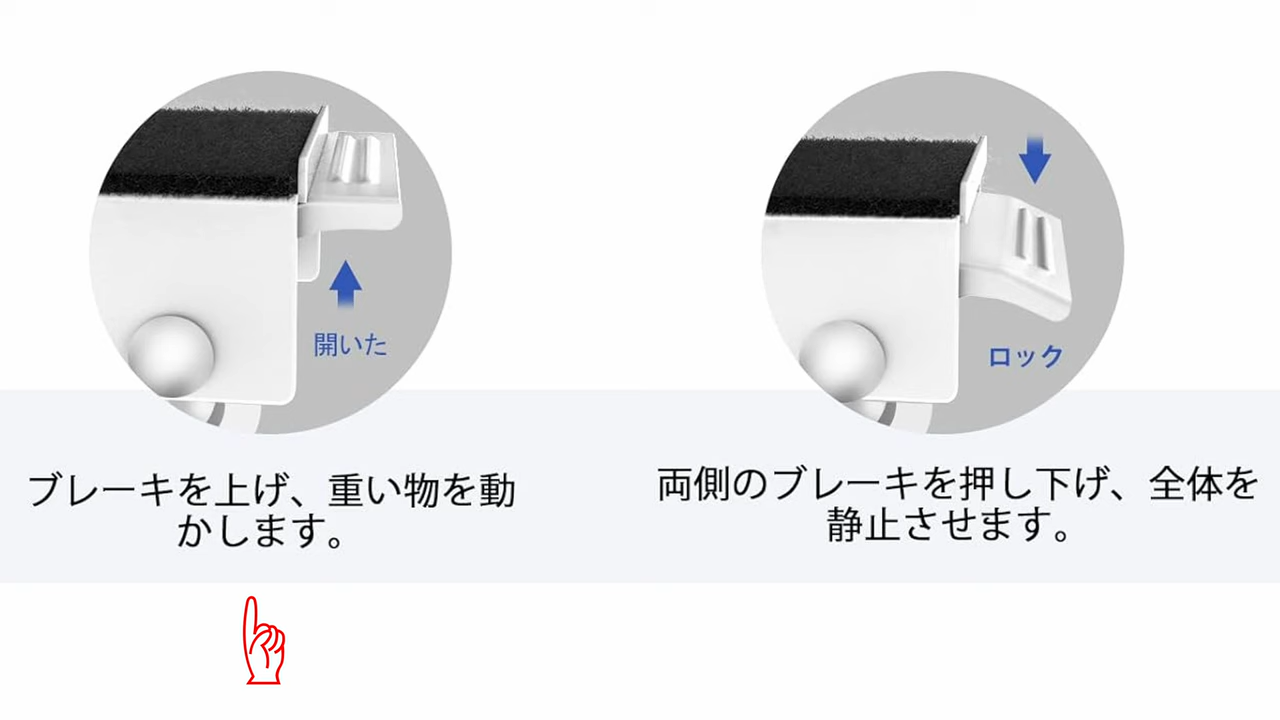 開いた
ブレーキを上げ、重い物を動
かします。
ロック
両側のブレーキを押し下げ、全体を
静止させます。